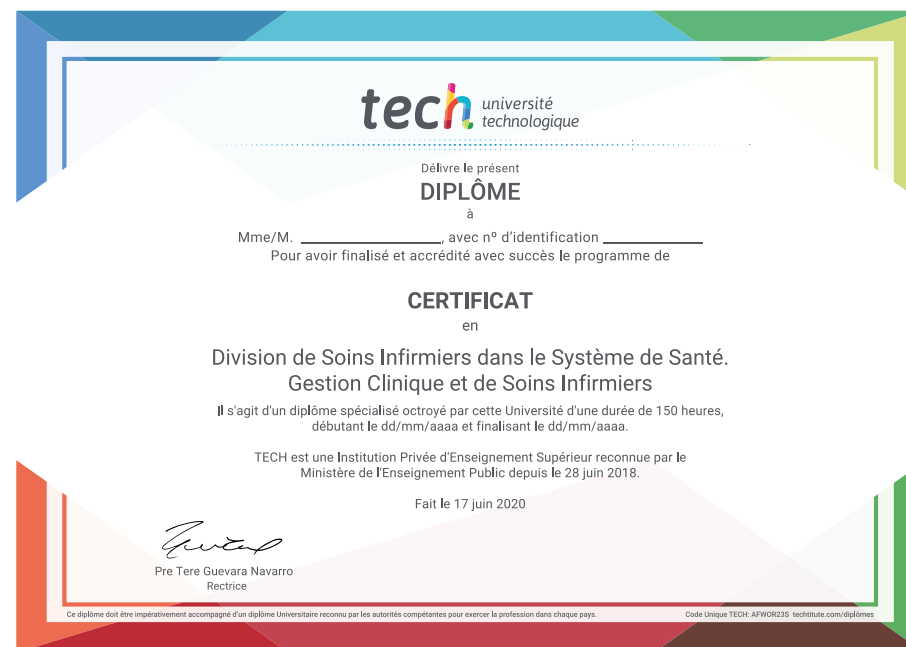 tech université
technologique
Délivre le présent
DIPLÔME
à
Mme/M. ____________________, avec nº d'identification ______________
Pour avoir finalisé et accrédité avec succès le programme de
CERTIFICAT
en
Division de Soins Infirmiers dans le Système de Santé.
Gestion Clinique et de Soins Infirmiers
Il s'agit d'un diplôme spécialisé octroyé par cette Université d'une durée de 150 heures,
débutant le dd/mm/aaaa et finalisant le dd/mm/aaaa.
TECH est une Institution Privée d'Enseignement Supérieur reconnue par le
Ministère de l'Enseignement Public depuis le 28 juin 2018.
Fait le 17 juin 2020
Pre Tere Guevara Navarro
Rectrice
Ce diplôme doit être impérativement accompagné d'un diplôme Universitaire reconnu par les autorités compétantes pour exercer la profession dans chaque pays.
Code Unique TECH: AFWOR23S techtitute.com/diplômes